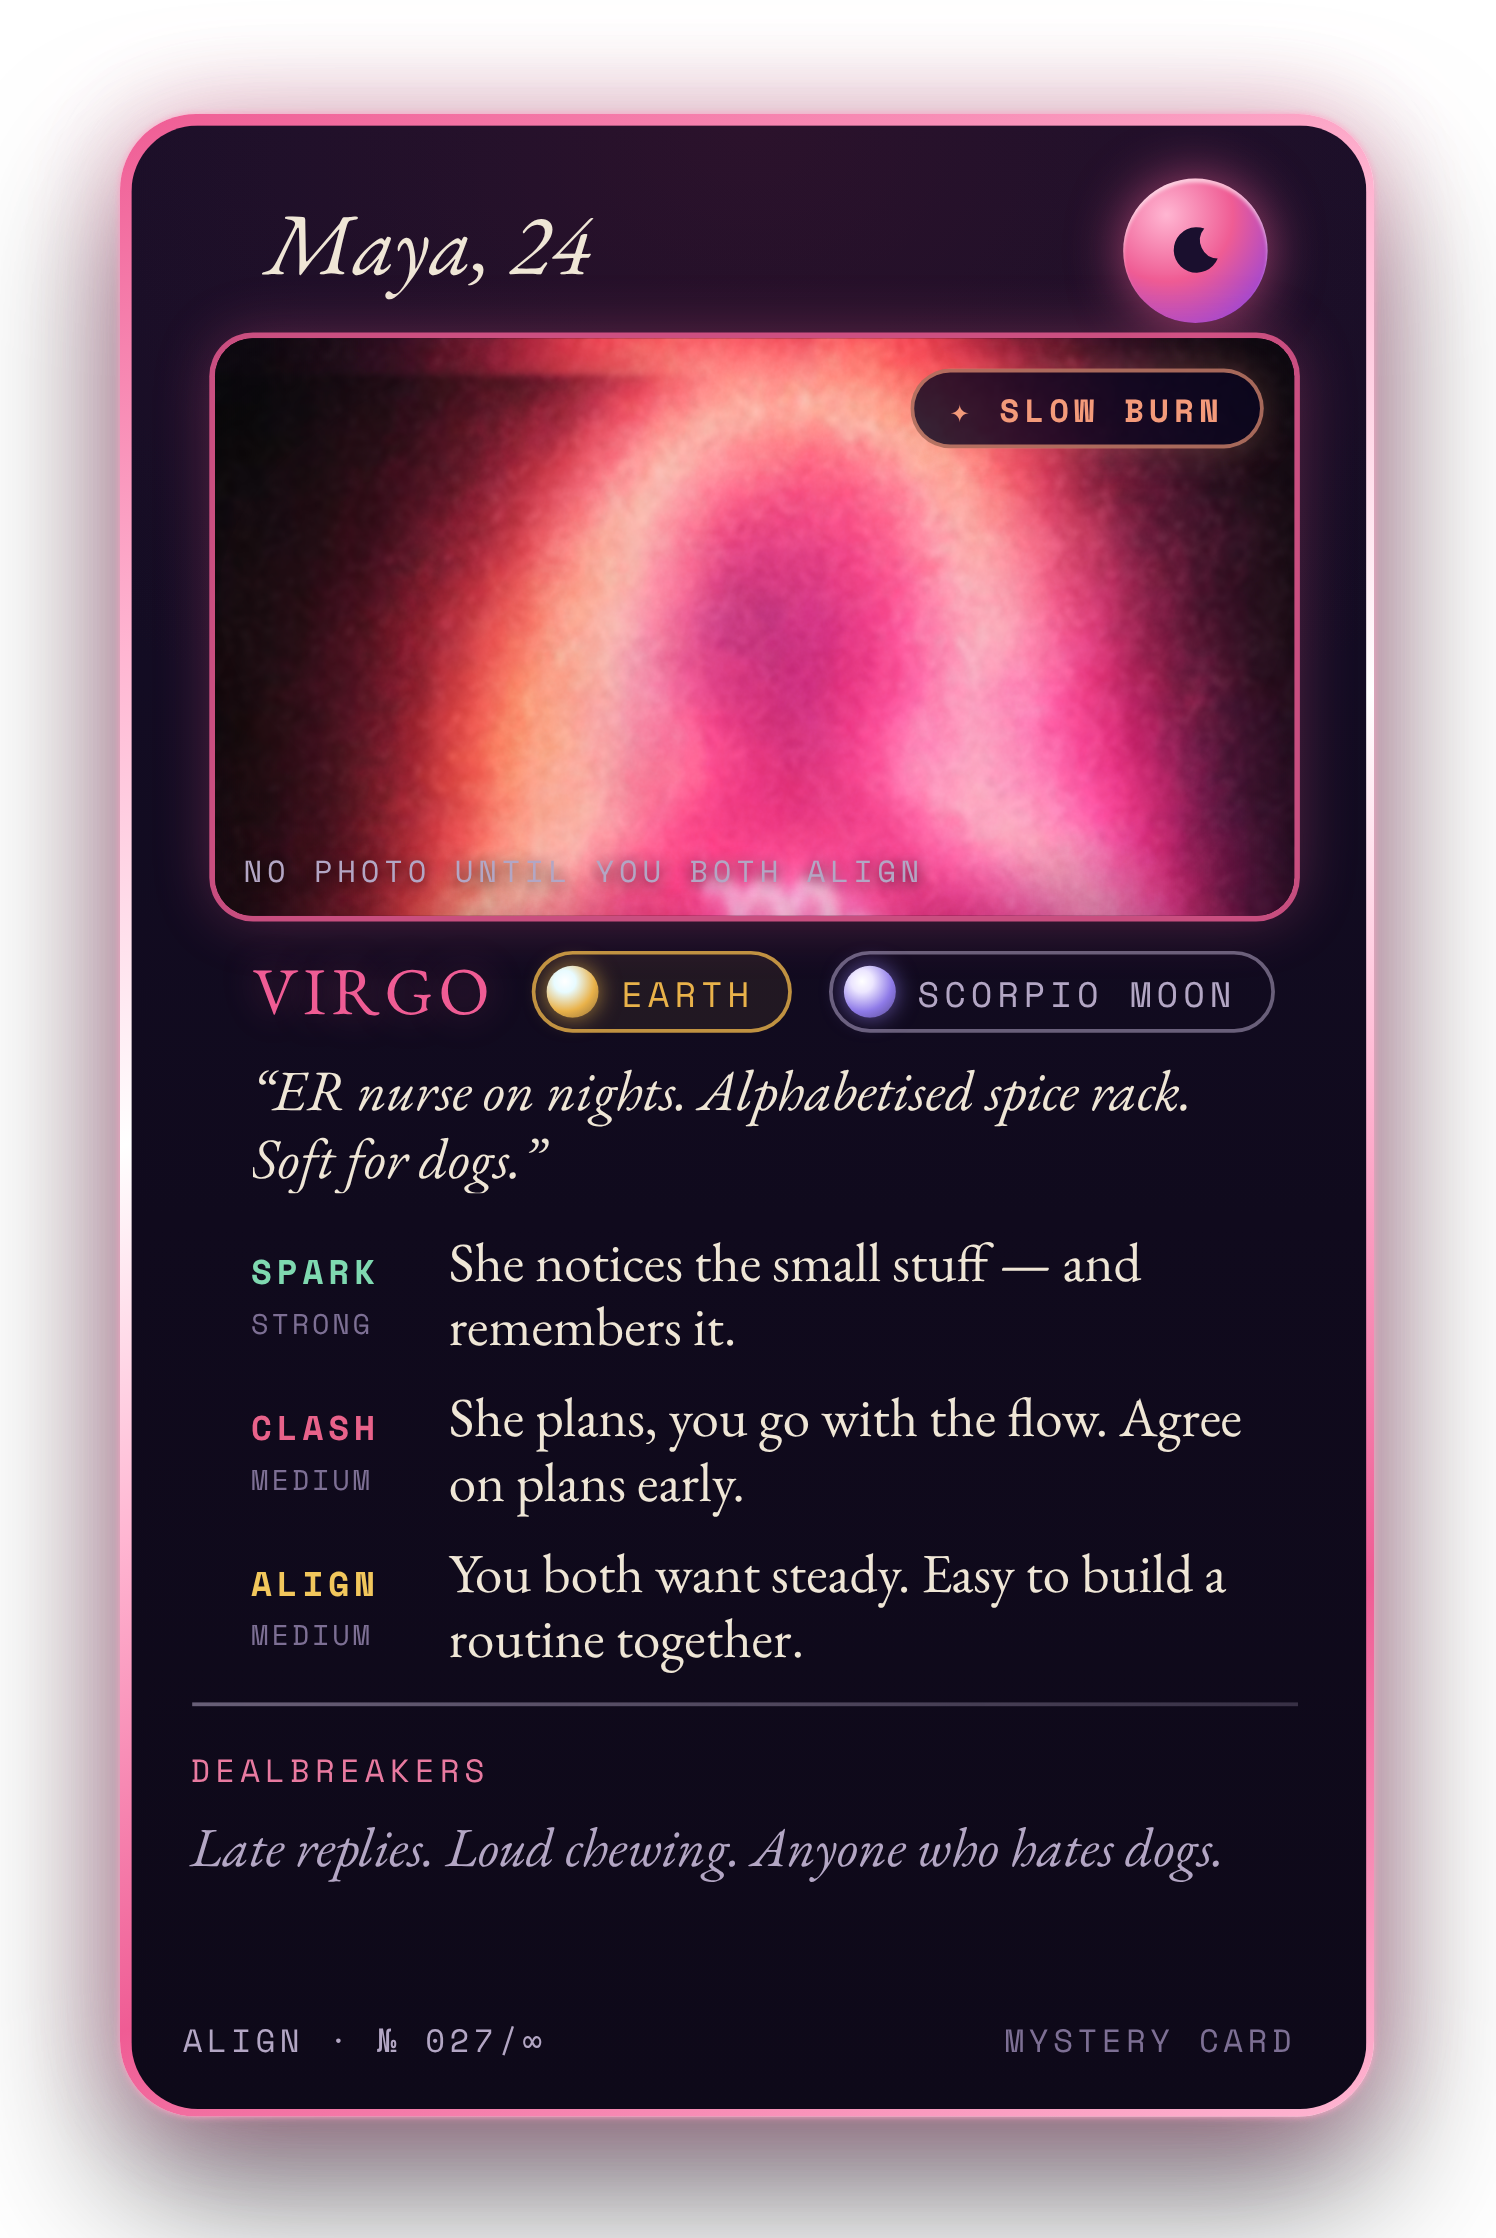 Maya, 24
✦ SLOW BURN
NO PHOTO UNTIL YOU BOTH ALIGN
VIRGO
EARTH
SCORPIO MOON
“ER nurse on nights. Alphabetised spice rack.
Soft for dogs.”
SPARK
STRONG
She notices the small stuff — and
remembers it.
CLASH
MEDIUM
She plans, you go with the flow. Agree
on plans early.
ALIGN
MEDIUM
You both want steady. Easy to build a
routine together.
DEALBREAKERS
Late replies. Loud chewing. Anyone who hates dogs.
ALIGN · № 027/∞
MYSTERY CARD